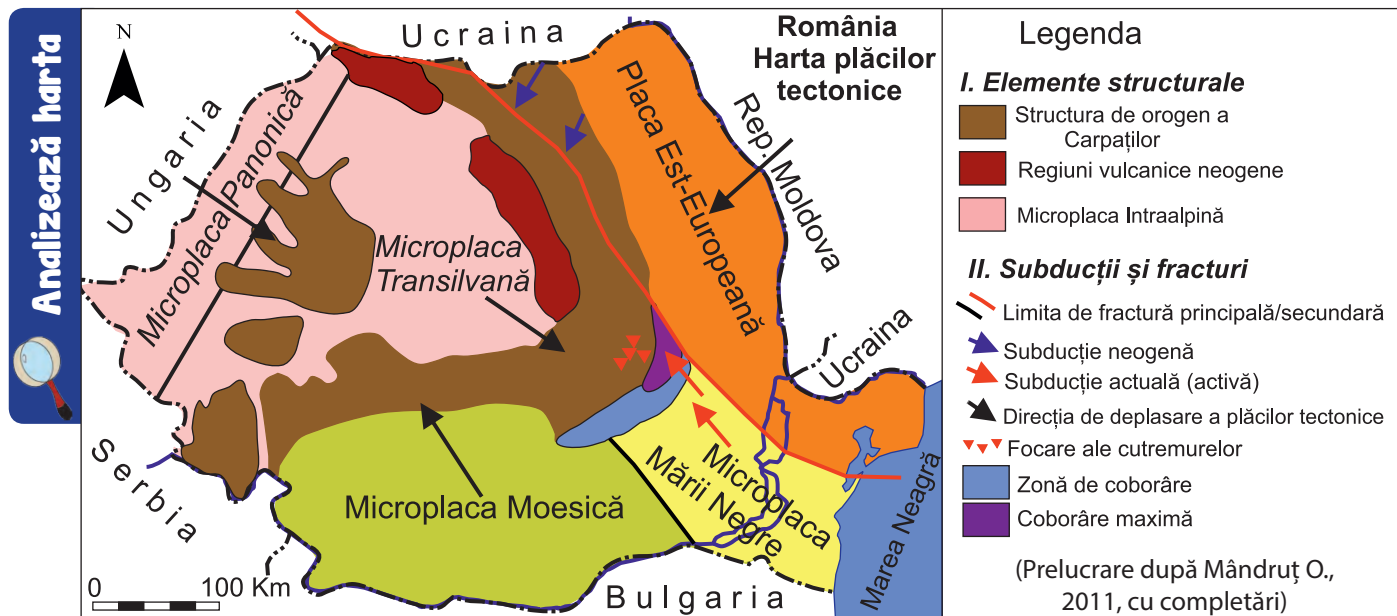 Analizează harta
N
Ucraina
România
Harta plăcilor
tectonice
Ungaria
Microplaca Panonică
Placa Est-Europeană
Rep. Moldova
Microplaca
Transilvană
Ucraina
Serbia
Microplaca Moesică
Microplaca
Mării Negre
Marea Neagră
0 100 Km
Bulgaria
Legenda
I. Elemente structurale
Structura de orogen a
Carpaților
Regiuni vulcanice neogene
Microplaca Intraalpină
II. Subducții și fracturi
Limita de fractură principală/secundară
Subducție neogenă
Subducție actuală (activă)
Direcția de deplasare a plăcilor tectonice
Focare ale cutremurelor
Zonă de coborâre
Coborâre maximă
(Prelucrare după Mândruț O.,
2011, cu completări)